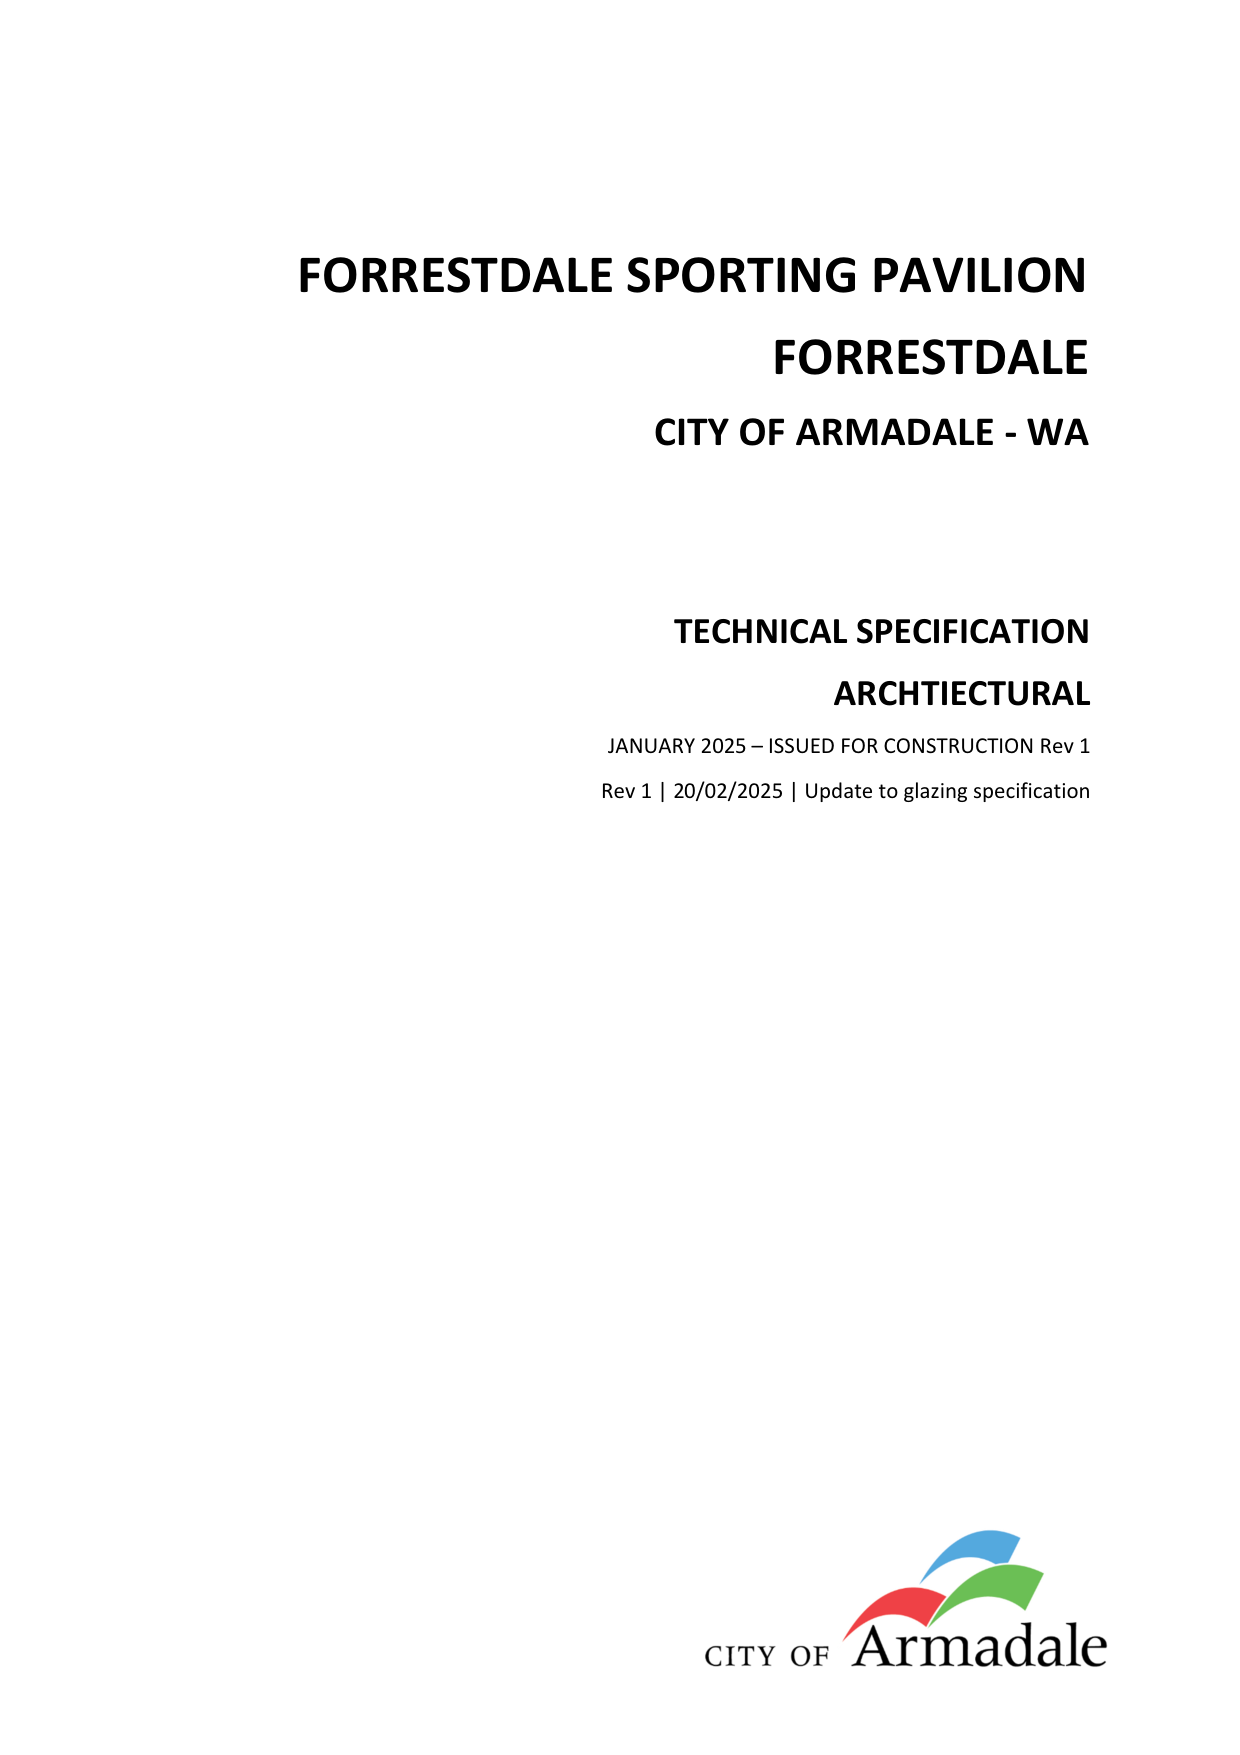 FORRESTDALE SPORTING PAVILION
FORRESTDALE
CITY OF ARMADALE - WA
TECHNICAL SPECIFICATION
ARCHTIECTURAL
JANUARY 2025 – ISSUED FOR CONSTRUCTION Rev 1
Rev 1 | 20/02/2025 | Update to glazing specification
CITY OF Armadale